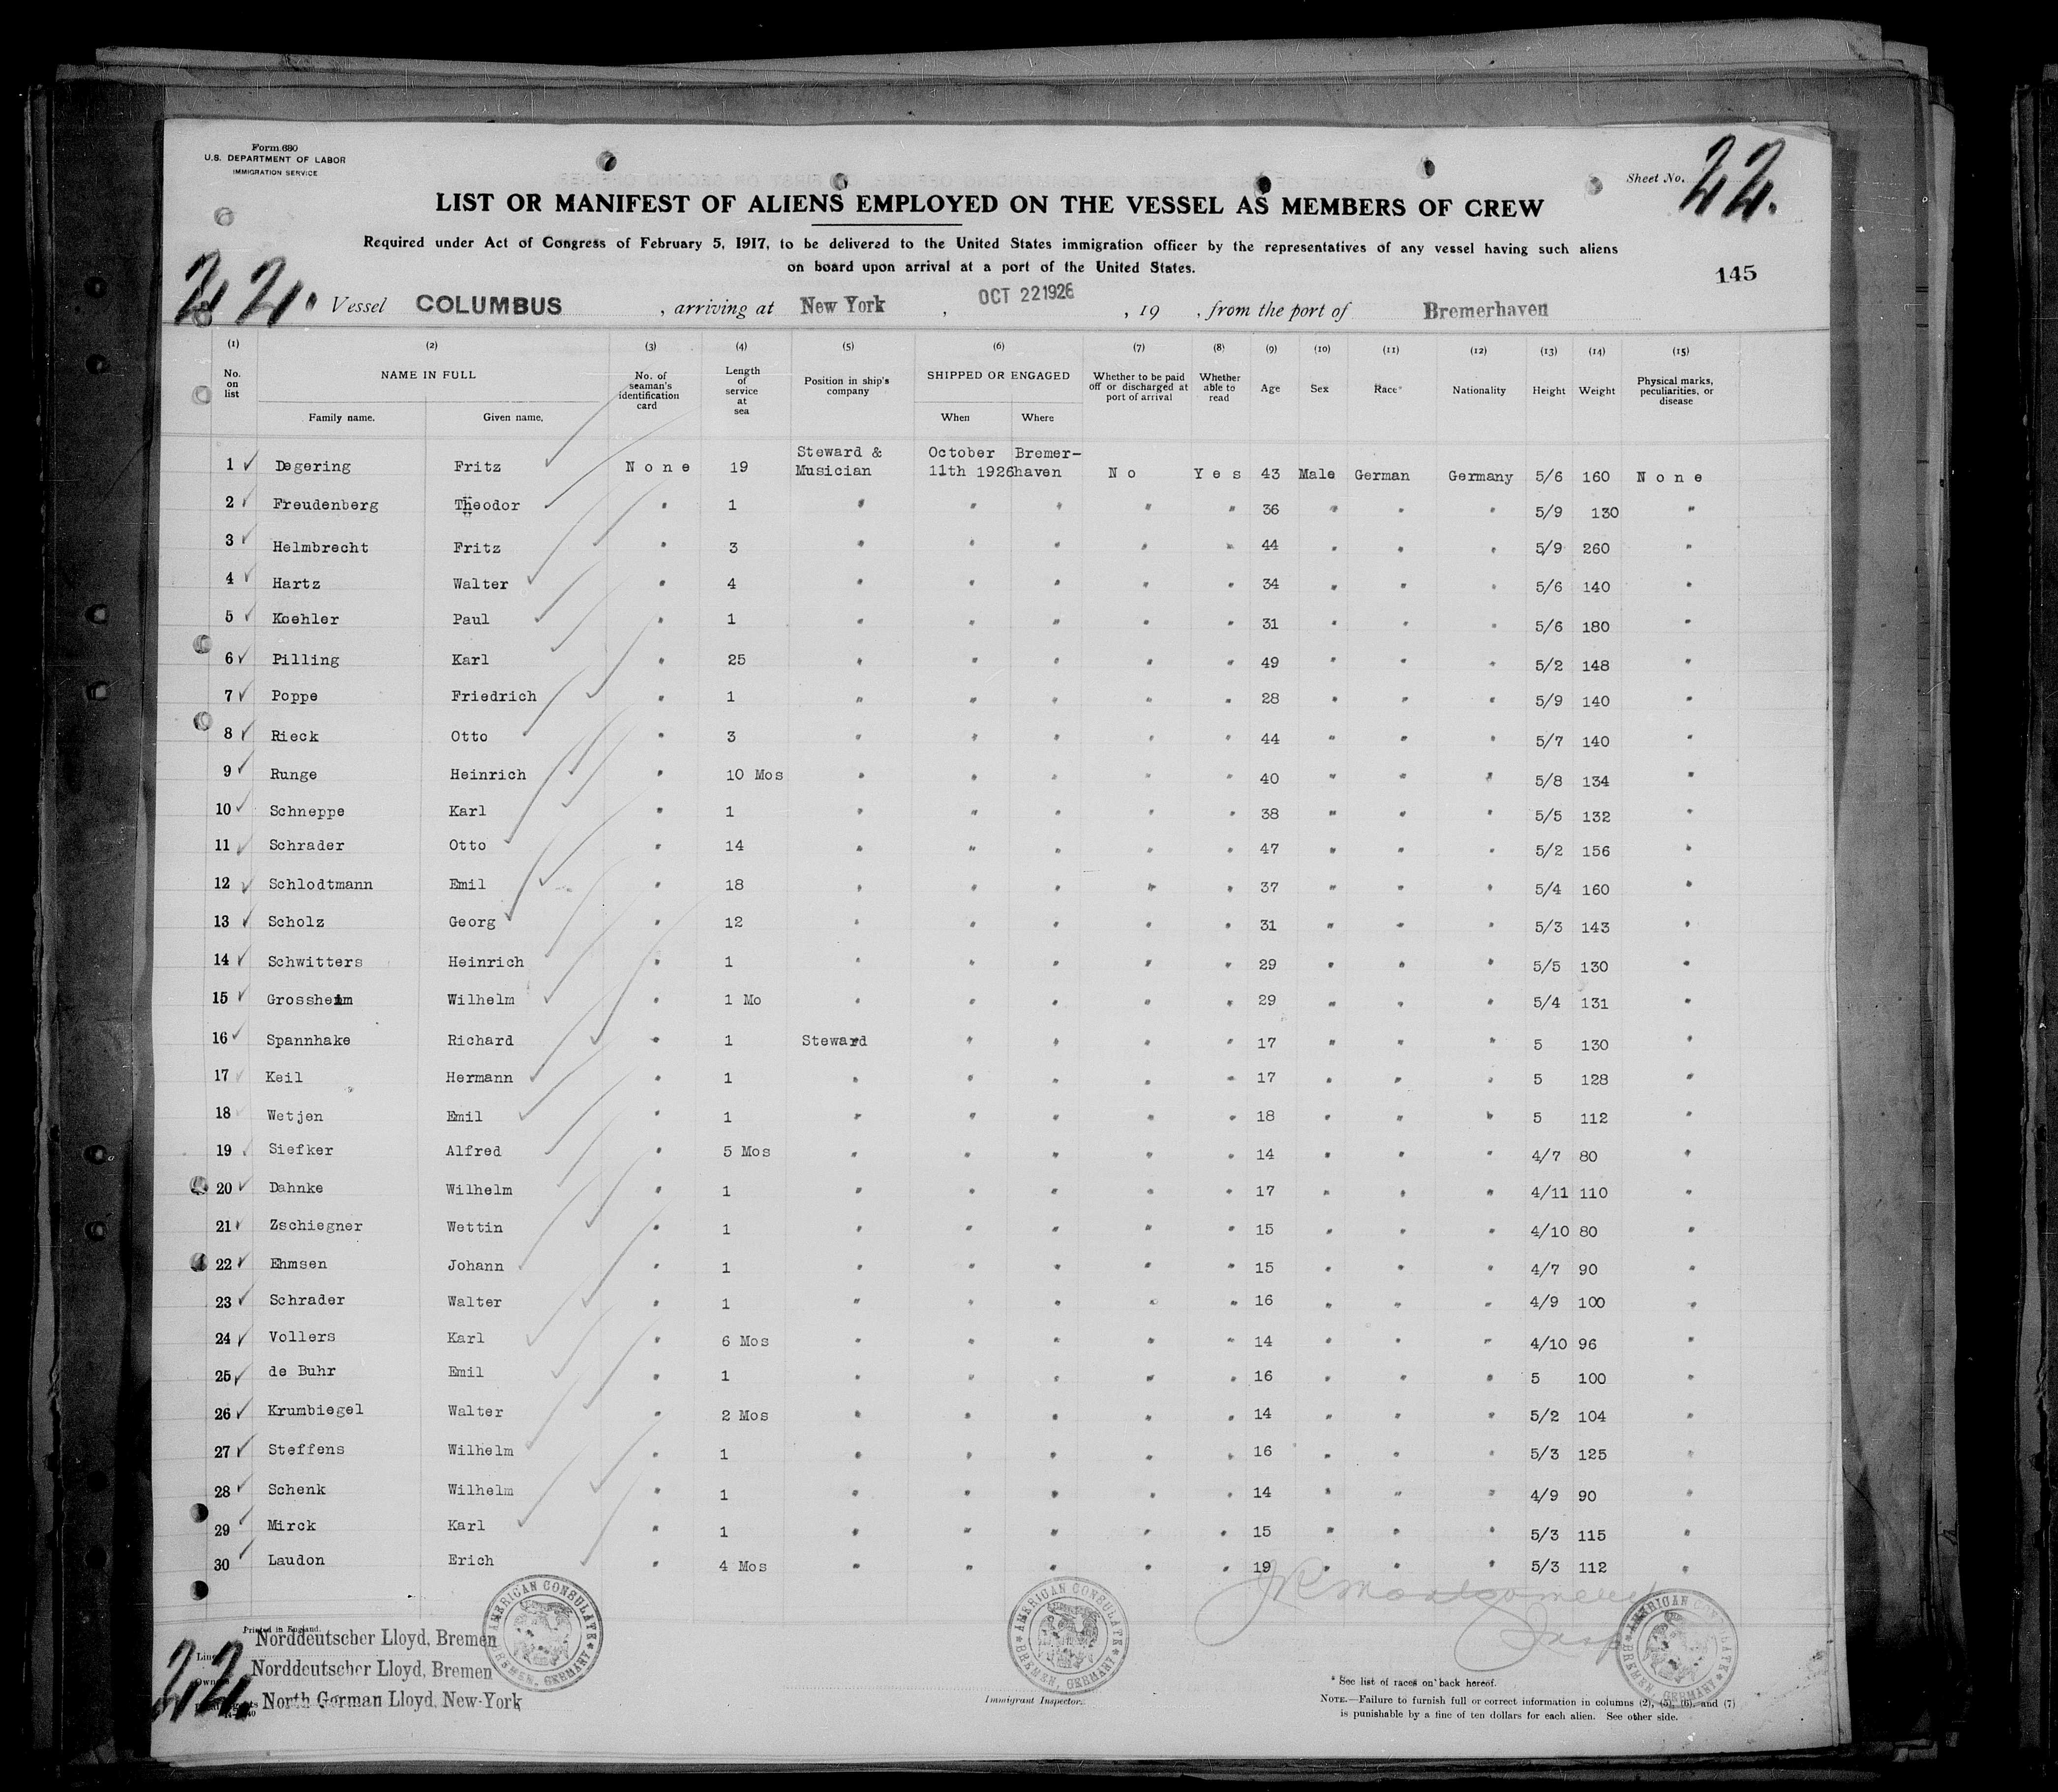 Form 680
U.S. DEPARTMENT OF LABOR
IMMIGRATION SERVICE
Sheet No. 22.
LIST OR MANIFEST OF ALIENS EMPLOYED ON THE VESSEL AS MEMBERS OF CREW
Required under Act of Congress of February 5, 1917, to be delivered to the United States immigration officer by the representatives of any vessel having such aliens
on board upon arrival at a port of the United States.
145
22. Vessel COLUMBUS , arriving at New York , OCT 22 1926 , 19 , from the port of Bremerhaven
(1) (2) (3) (4) (5) (6) (7) (8) (9) (10) (11) (12) (13) (14) (15)
No. on list NAME IN FULL Family name. Given name. No. of seaman's identification card Length of service at sea Position in ship's company SHIPPED OR ENGAGED When Where Whether to be paid off or discharged at port of arrival Whether able to read Age Sex Race* Nationality Height Weight Physical marks, peculiarities, or disease
1 Degering Fritz None 19 Steward & Musician October 11th 1926 Bremerhaven No Yes 43 Male German Germany 5/6 160 None
2 Freudenberg Theodor " 1 " " " " " 36 " " " 5/9 130 "
3 Helmbrecht Fritz " 3 " " " " " 44 " " " 5/9 260 "
4 Hartz Walter " 4 " " " " " 34 " " " 5/6 140 "
5 Koehler Paul " 1 " " " " " 31 " " " 5/6 180 "
6 Pilling Karl " 25 " " " " " 49 " " " 5/2 148 "
7 Poppe Friedrich " 1 " " " " " 28 " " " 5/9 140 "
8 Rieck Otto " 3 " " " " " 44 " " " 5/7 140 "
9 Runge Heinrich " 10 Mos " " " " " 40 " " " 5/8 134 "
10 Schneppe Karl " 1 " " " " " 38 " " " 5/5 132 "
11 Schrader Otto " 14 " " " " " 47 " " " 5/2 156 "
12 Schlodtmann Emil " 18 " " " " " 37 " " " 5/4 160 "
13 Scholz Georg " 12 " " " " " 31 " " " 5/3 143 "
14 Schwitters Heinrich " 1 " " " " " 29 " " " 5/5 130 "
15 Grossheim Wilhelm " 1 Mo " " " " " 29 " " " 5/4 131 "
16 Spannhake Richard " 1 Steward " " " " 17 " " " 5 130 "
17 Keil Hermann " 1 " " " " " 17 " " " 5 128 "
18 Wetjen Emil " 1 " " " " " 18 " " " 5 112 "
19 Siefker Alfred " 5 Mos " " " " " 14 " " " 4/7 80 "
20 Dahnke Wilhelm " 1 " " " " " 17 " " " 4/11 110 "
21 Zschiegner Wettin " 1 " " " " " 15 " " " 4/10 80 "
22 Ehmsen Johann " 1 " " " " " 15 " " " 4/7 90 "
23 Schrader Walter " 1 " " " " " 16 " " " 4/9 100 "
24 Vollers Karl " 6 Mos " " " " " 14 " " " 4/10 96 "
25 de Buhr Emil " 1 " " " " " 16 " " " 5 100 "
26 Krumbiegel Walter " 2 Mos " " " " " 14 " " " 5/2 104 "
27 Steffens Wilhelm " 1 " " " " " 16 " " " 5/3 125 "
28 Schenk Wilhelm " 1 " " " " " 14 " " " 4/9 90 "
29 Mirck Karl " 1 " " " " " 15 " " " 5/3 115 "
30 Laudon Erich " 4 Mos " " " " " 19 " " " 5/3 112 "
JR Montgomery
Insp
AMERICAN CONSULATE BREMEN, GERMANY
AMERICAN CONSULATE BREMEN, GERMANY
AMERICAN CONSULATE BREMEN, GERMANY
Printed in England.
Norddeutscher Lloyd, Bremen
Norddeutscher Lloyd, Bremen
22. North German Lloyd, New-York
Immigrant Inspector.
* See list of races on back hereof.
NOTE.—Failure to furnish full or correct information in columns (2), (5), (6), and (7)
is punishable by a fine of ten dollars for each alien. See other side.